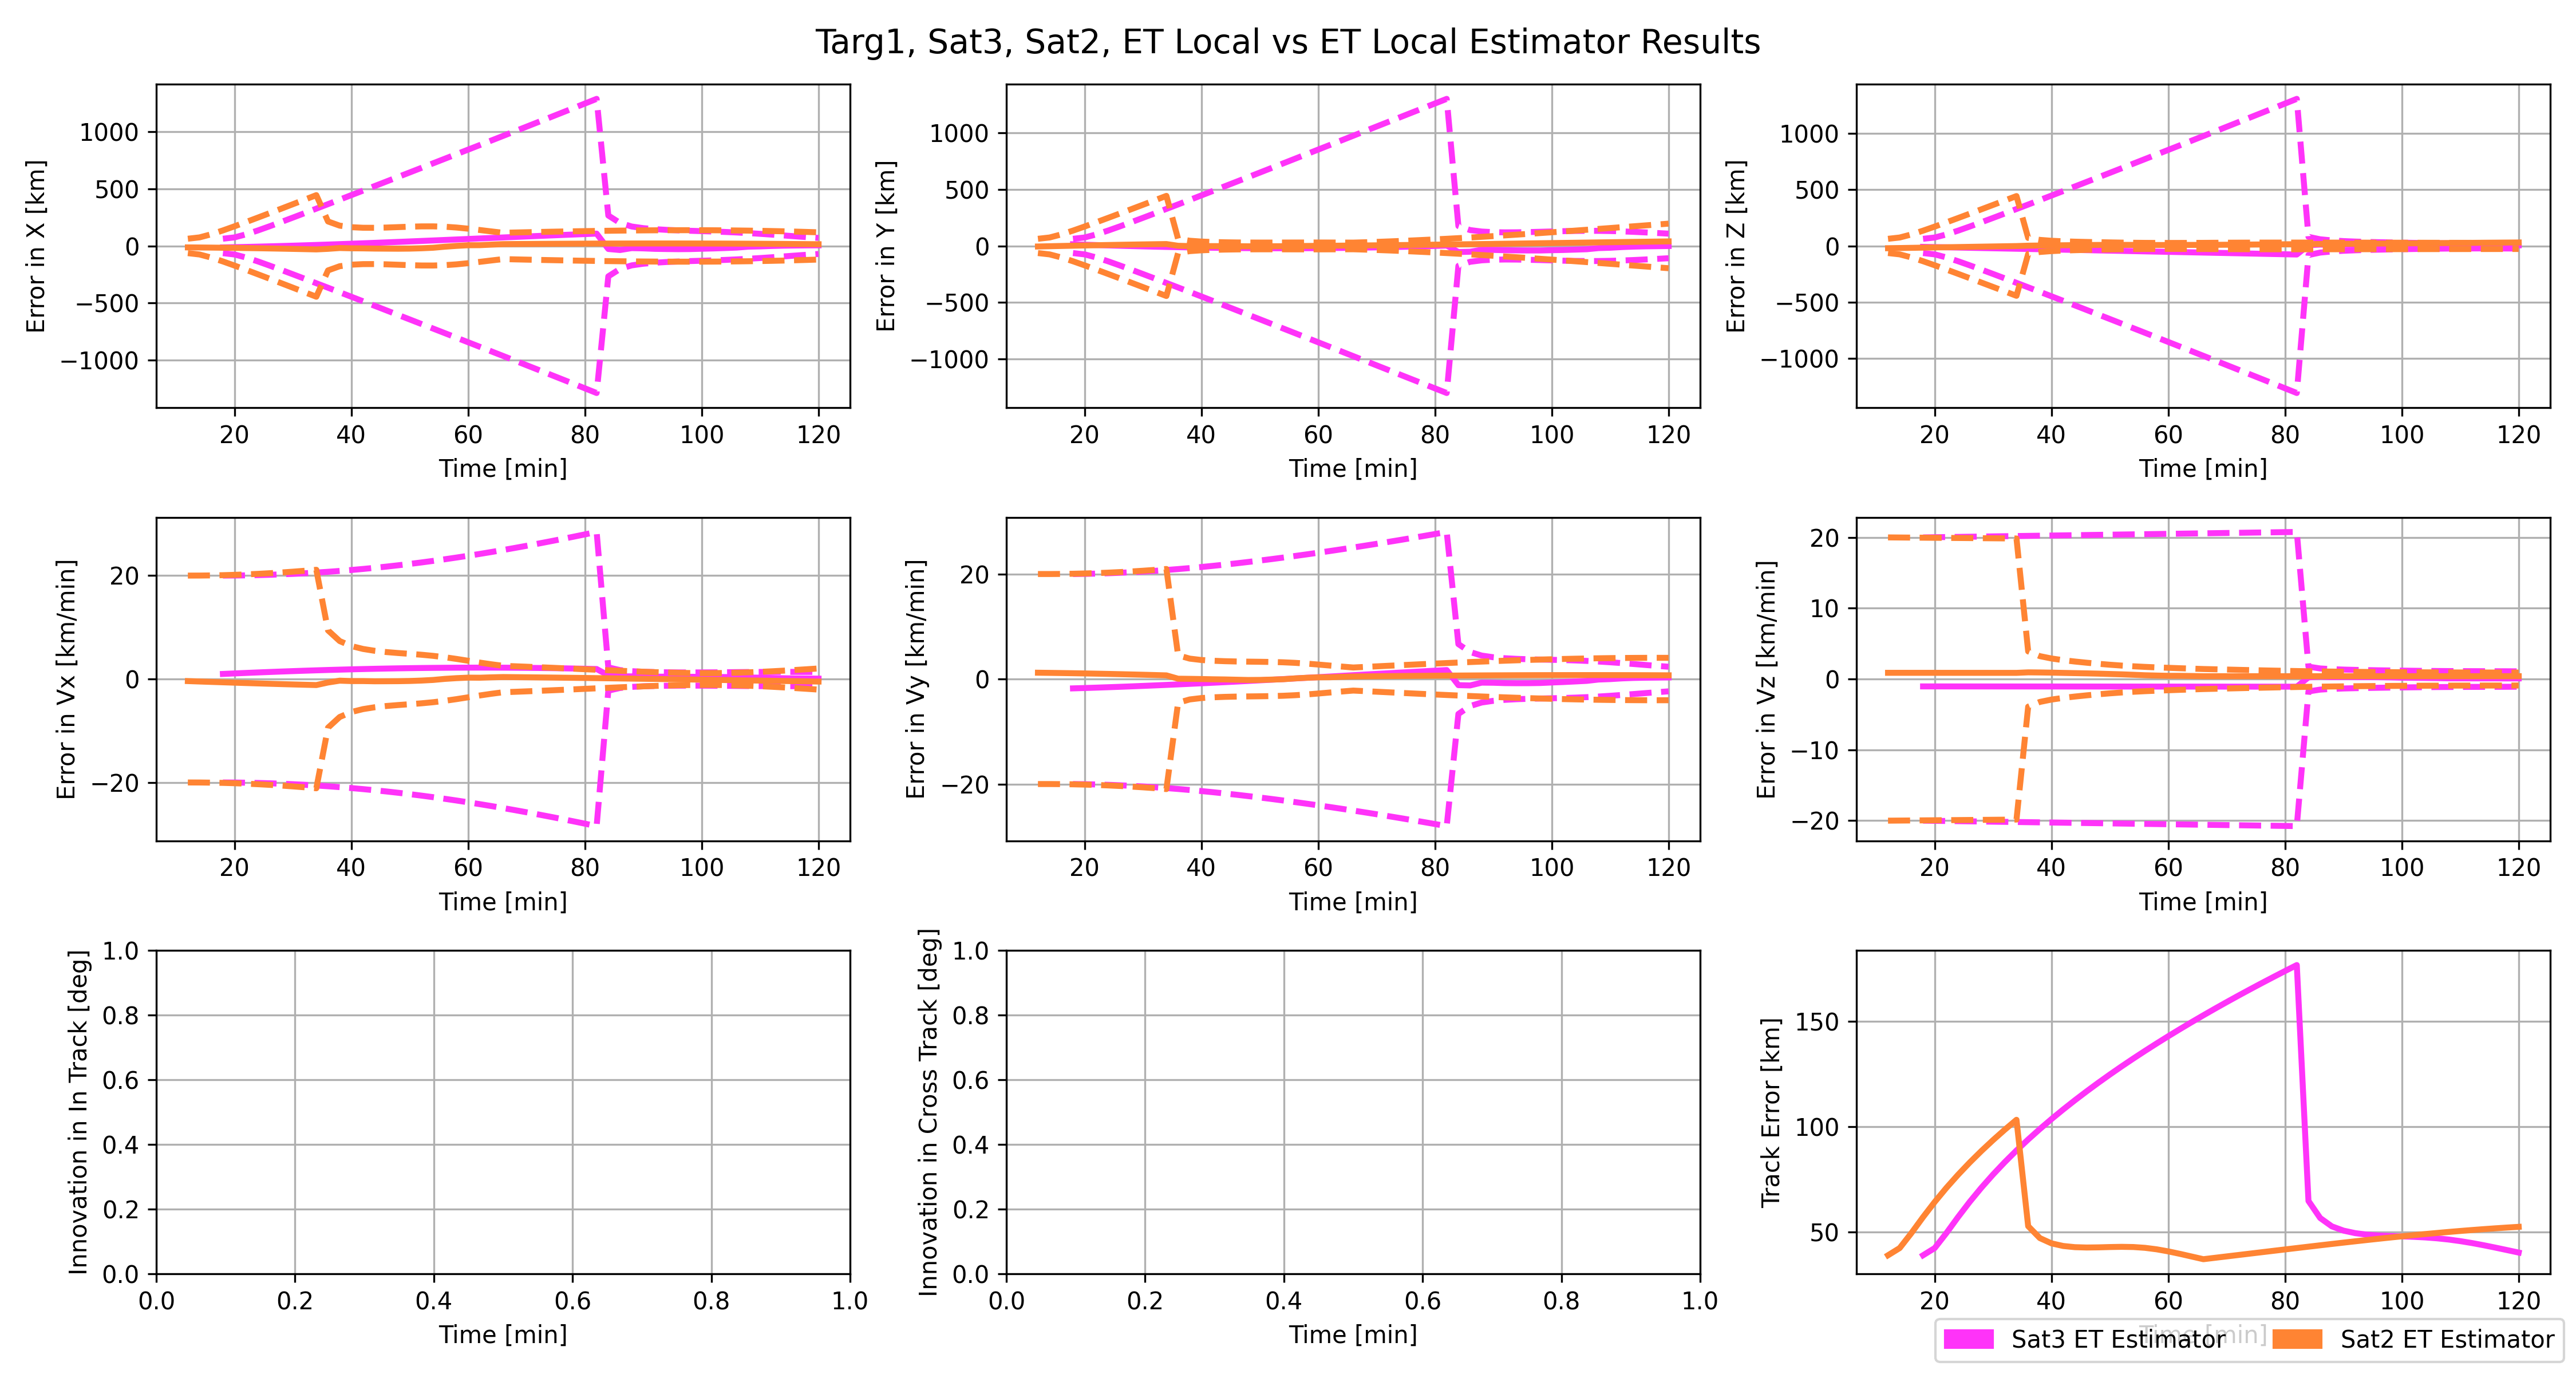 Targ1, Sat3, Sat2, ET Local vs ET Local Estimator Results
Error in X [km]
1000
500
0
−500
−1000
20 40 60 80 100 120
Time [min]
Error in Y [km]
1000
500
0
−500
−1000
20 40 60 80 100 120
Time [min]
Error in Z [km]
1000
500
0
−500
−1000
20 40 60 80 100 120
Time [min]
Error in Vx [km/min]
20
0
−20
20 40 60 80 100 120
Time [min]
Error in Vy [km/min]
20
0
−20
20 40 60 80 100 120
Time [min]
Error in Vz [km/min]
20
10
0
−10
−20
20 40 60 80 100 120
Time [min]
Innovation in In Track [deg]
1.0
0.8
0.6
0.4
0.2
0.0
0.0 0.2 0.4 0.6 0.8 1.0
Time [min]
Innovation in Cross Track [deg]
1.0
0.8
0.6
0.4
0.2
0.0
0.0 0.2 0.4 0.6 0.8 1.0
Time [min]
Track Error [km]
150
100
50
20 40 60 80 100 120
Time [min]
Sat3 ET Estimator Sat2 ET Estimator